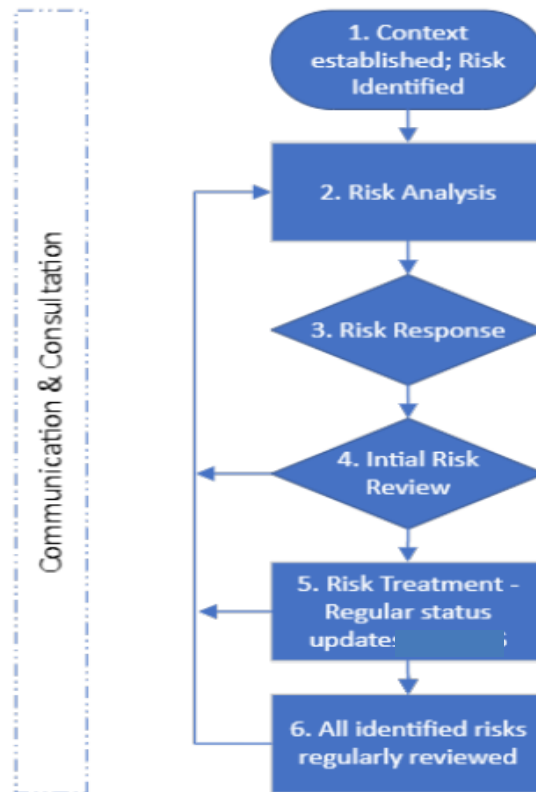 Communication & Consultation
1. Context
established; Risk
Identified
2. Risk Analysis
3. Risk Response
4. Intial Risk
Review
5. Risk Treatment -
Regular status
updates
6. All identified risks
regularly reviewed